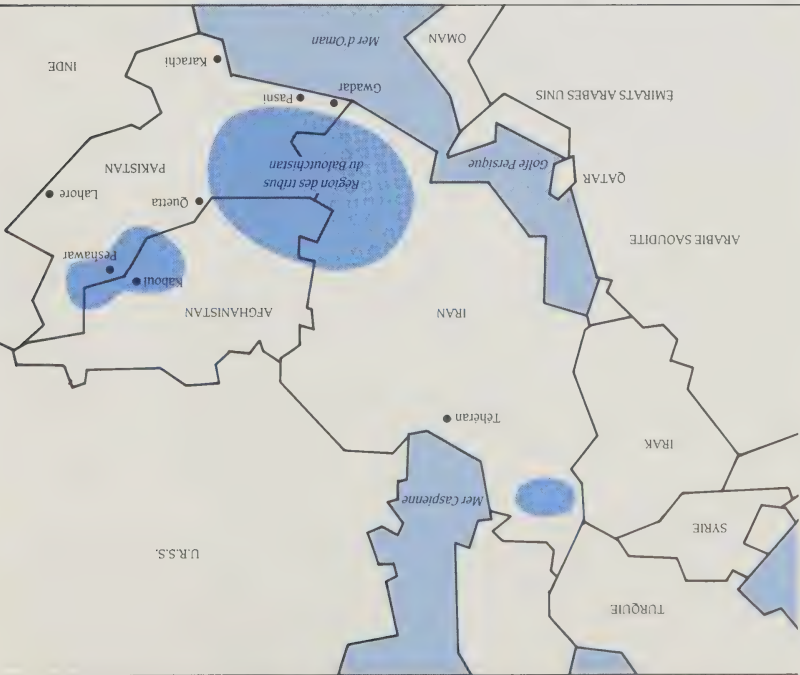 TURQUIE
U.R.S.S.
SYRIE
Mer Caspienne
IRAK
Téhéran
IRAN
AFGHANISTAN
Kaboul
Peshawar
ARABIE SAOUDITE
Quetta
Lahore
QATAR
Région des tribus
du Baloutchistan
PAKISTAN
Golfe Persique
ÉMIRATS ARABES UNIS
Pasni
Gwadar
INDE
Karachi
OMAN
Mer d'Oman